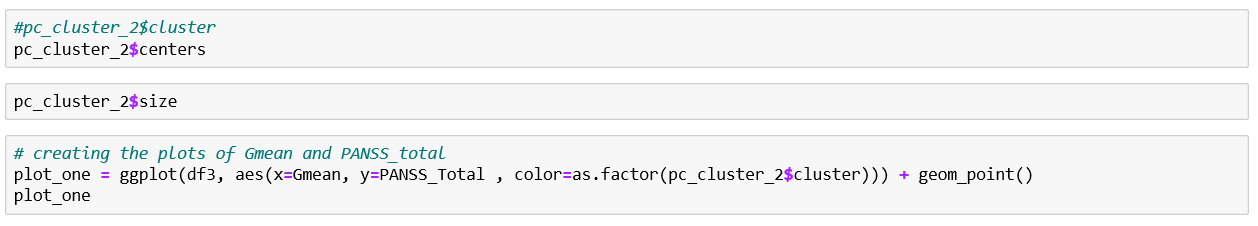 #pc_cluster_2$cluster
pc_cluster_2$centers
pc_cluster_2$size
# creating the plots of Gmean and PANSS_total
plot_one = ggplot(df3, aes(x=Gmean, y=PANSS_Total , color=as.factor(pc_cluster_2$cluster))) + geom_point()
plot_one